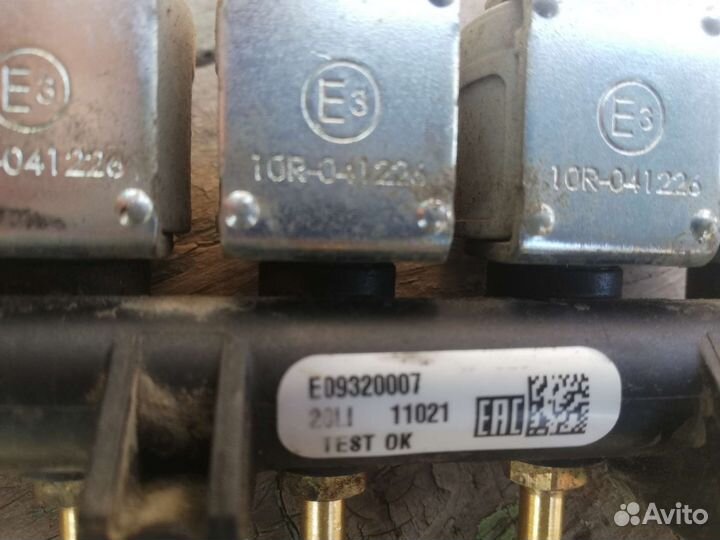 E3 E3 E3
-041226 10R-041226 10R-041226
E09320007
20LI 11021 EAC
TEST OK
Avito